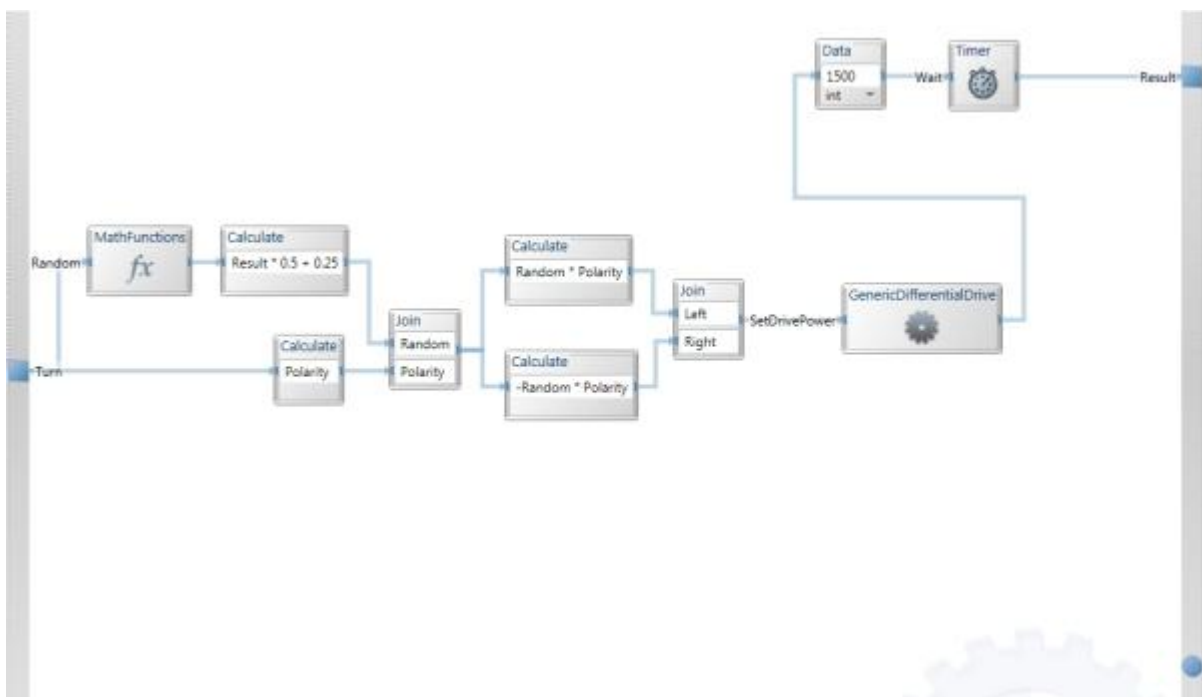 Data
1500
int
Wait
Timer
Result
MathFunctions
fx
Random
Calculate
Result * 0.5 + 0.25
Turn
Calculate
Polarity
Join
Random
Polarity
Calculate
Random * Polarity
Calculate
-Random * Polarity
Join
Left
Right
SetDrivePower
GenericDifferentialDrive